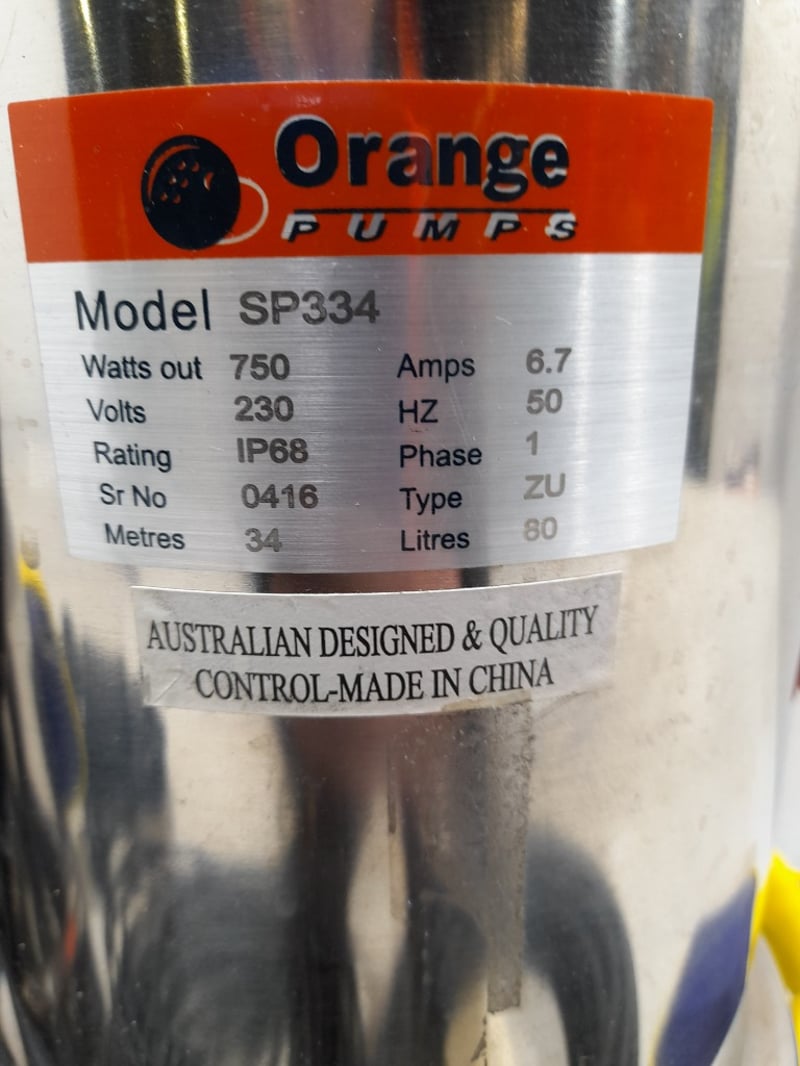 Orange
PUMPS
Model SP334
Watts out 750 Amps 6.7
Volts 230 HZ 50
Rating IP68 Phase 1
Sr No 0416 Type ZU
Metres 34 Litres 80
AUSTRALIAN DESIGNED & QUALITY
CONTROL-MADE IN CHINA